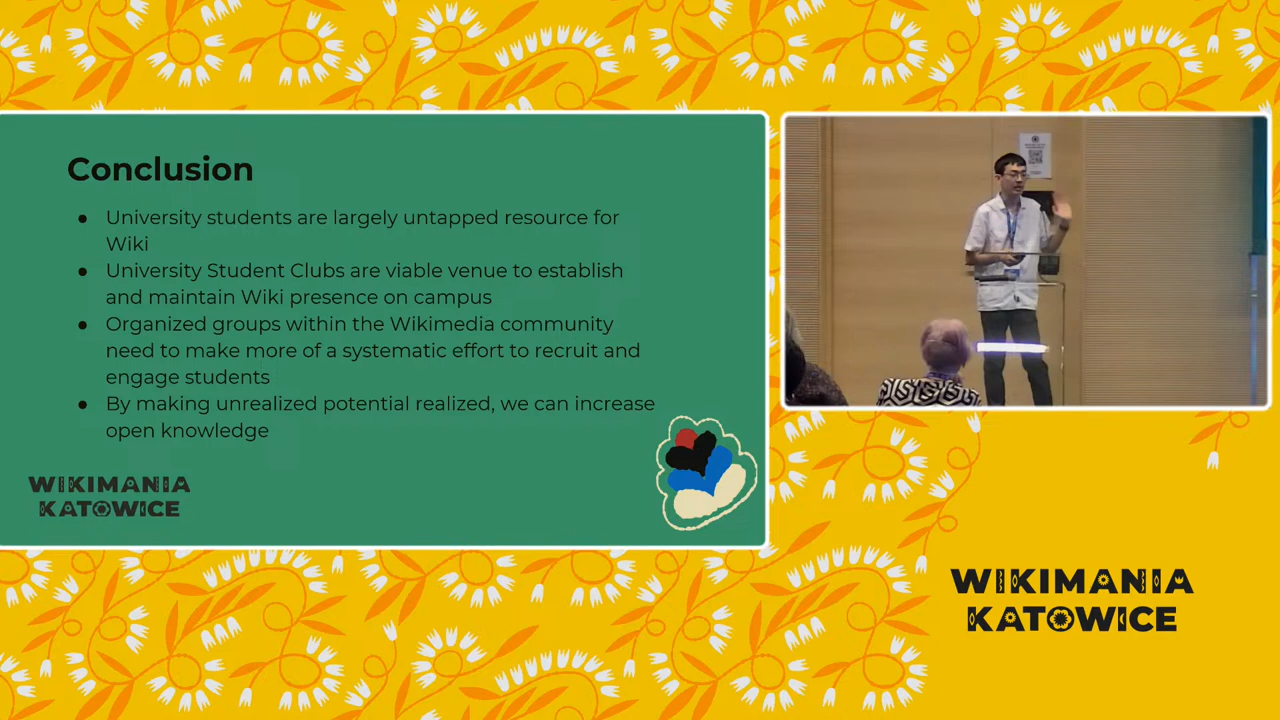 Conclusion
● University students are largely untapped resource for
Wiki
● University Student Clubs are viable venue to establish
and maintain Wiki presence on campus
● Organized groups within the Wikimedia community
need to make more of a systematic effort to recruit and
engage students
● By making unrealized potential realized, we can increase
open knowledge
WIKIMANIA
KATOWICE
WIKIMANIA
KATOWICE